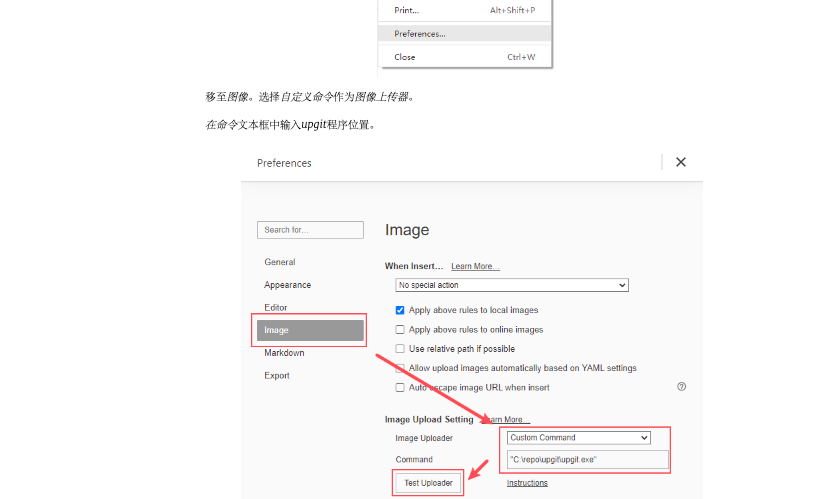 Print... Alt+Shift+P
Preferences...
Close Ctrl+W
移至图像。选择自定义命令作为图像上传器。
在命令文本框中输入upgit程序位置。
Preferences
Search for...
Image
General
When Insert... Learn More...
Appearance
No special action
Editor
Apply above rules to local images
Image
Apply above rules to online images
Use relative path if possible
Markdown
Allow upload images automatically based on YAML settings
Export
Auto escape image URL when insert
Image Upload Setting Learn More...
Image Uploader Custom Command
Command "C:\repo\upgit\upgit.exe"
Test Uploader Instructions